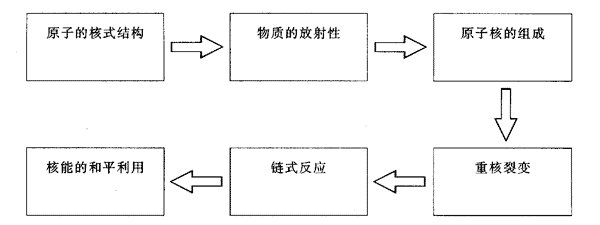 原子的核式结构
物质的放射性
原子核的组成
重核裂变
链式反应
核能的和平利用